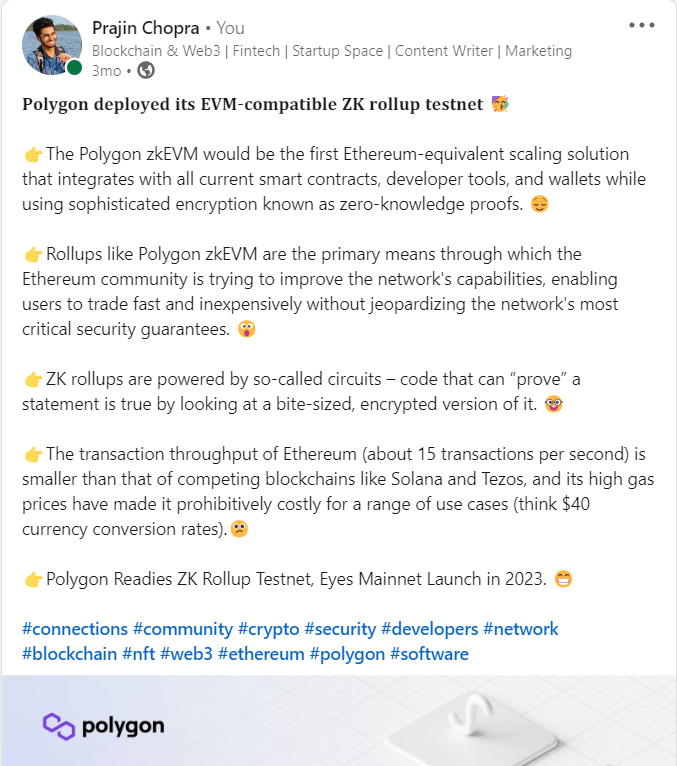 Prajin Chopra • You
Blockchain & Web3 | Fintech | Startup Space | Content Writer | Marketing
3mo •
Polygon deployed its EVM-compatible ZK rollup testnet 🥳
👉The Polygon zkEVM would be the first Ethereum-equivalent scaling solution
that integrates with all current smart contracts, developer tools, and wallets while
using sophisticated encryption known as zero-knowledge proofs. 😌
👉Rollups like Polygon zkEVM are the primary means through which the
Ethereum community is trying to improve the network's capabilities, enabling
users to trade fast and inexpensively without jeopardizing the network's most
critical security guarantees. 😲
👉ZK rollups are powered by so-called circuits – code that can “prove” a
statement is true by looking at a bite-sized, encrypted version of it. 🤓
👉The transaction throughput of Ethereum (about 15 transactions per second) is
smaller than that of competing blockchains like Solana and Tezos, and its high gas
prices have made it prohibitively costly for a range of use cases (think $40
currency conversion rates).😕
👉Polygon Readies ZK Rollup Testnet, Eyes Mainnet Launch in 2023. 😁
#connections #community #crypto #security #developers #network
#blockchain #nft #web3 #ethereum #polygon #software
polygon